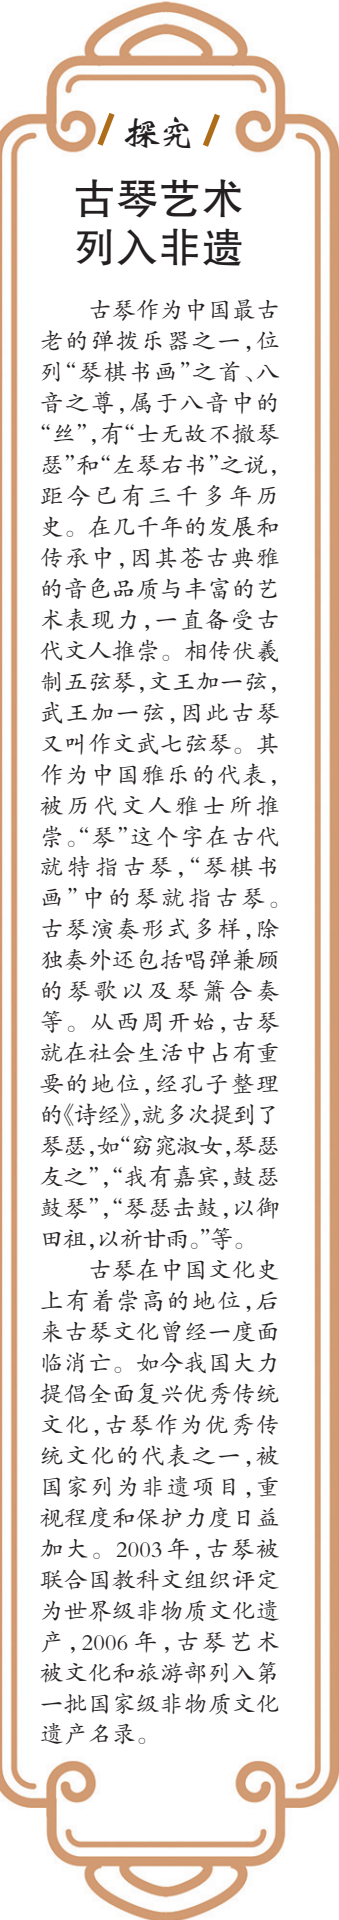 探究
古琴艺术
列入非遗
古琴作为中国最古
老的弹拨乐器之一,位
列“琴棋书画”之首、八
音之尊,属于八音中的
“丝”,有“士无故不撤琴
瑟”和“左琴右书”之说,
距今已有三千多年历
史。在几千年的发展和
传承中,因其苍古典雅
的音色品质与丰富的艺
术表现力,一直备受古
代文人推崇。相传伏羲
制五弦琴,文王加一弦,
武王加一弦,因此古琴
又叫作文武七弦琴。其
作为中国雅乐的代表,
被历代文人雅士所推
崇。“琴”这个字在古代
就特指古琴,“琴棋书
画”中的琴就指古琴。
古琴演奏形式多样,除
独奏外还包括唱弹兼顾
的琴歌以及琴箫合奏
等。从西周开始,古琴
就在社会生活中占有重
要的地位,经孔子整理
的《诗经》,就多次提到了
琴瑟,如“窈窕淑女,琴瑟
友之”,“我有嘉宾,鼓瑟
鼓琴”,“琴瑟击鼓,以御
田祖,以祈甘雨。”等。
古琴在中国文化史
上有着崇高的地位,后
来古琴文化曾经一度面
临消亡。如今我国大力
提倡全面复兴优秀传统
文化,古琴作为优秀传
统文化的代表之一,被
国家列为非遗项目,重
视程度和保护力度日益
加大。2003年,古琴被
联合国教科文组织评定
为世界级非物质文化遗
产,2006年,古琴艺术
被文化和旅游部列入第
一批国家级非物质文化
遗产名录。